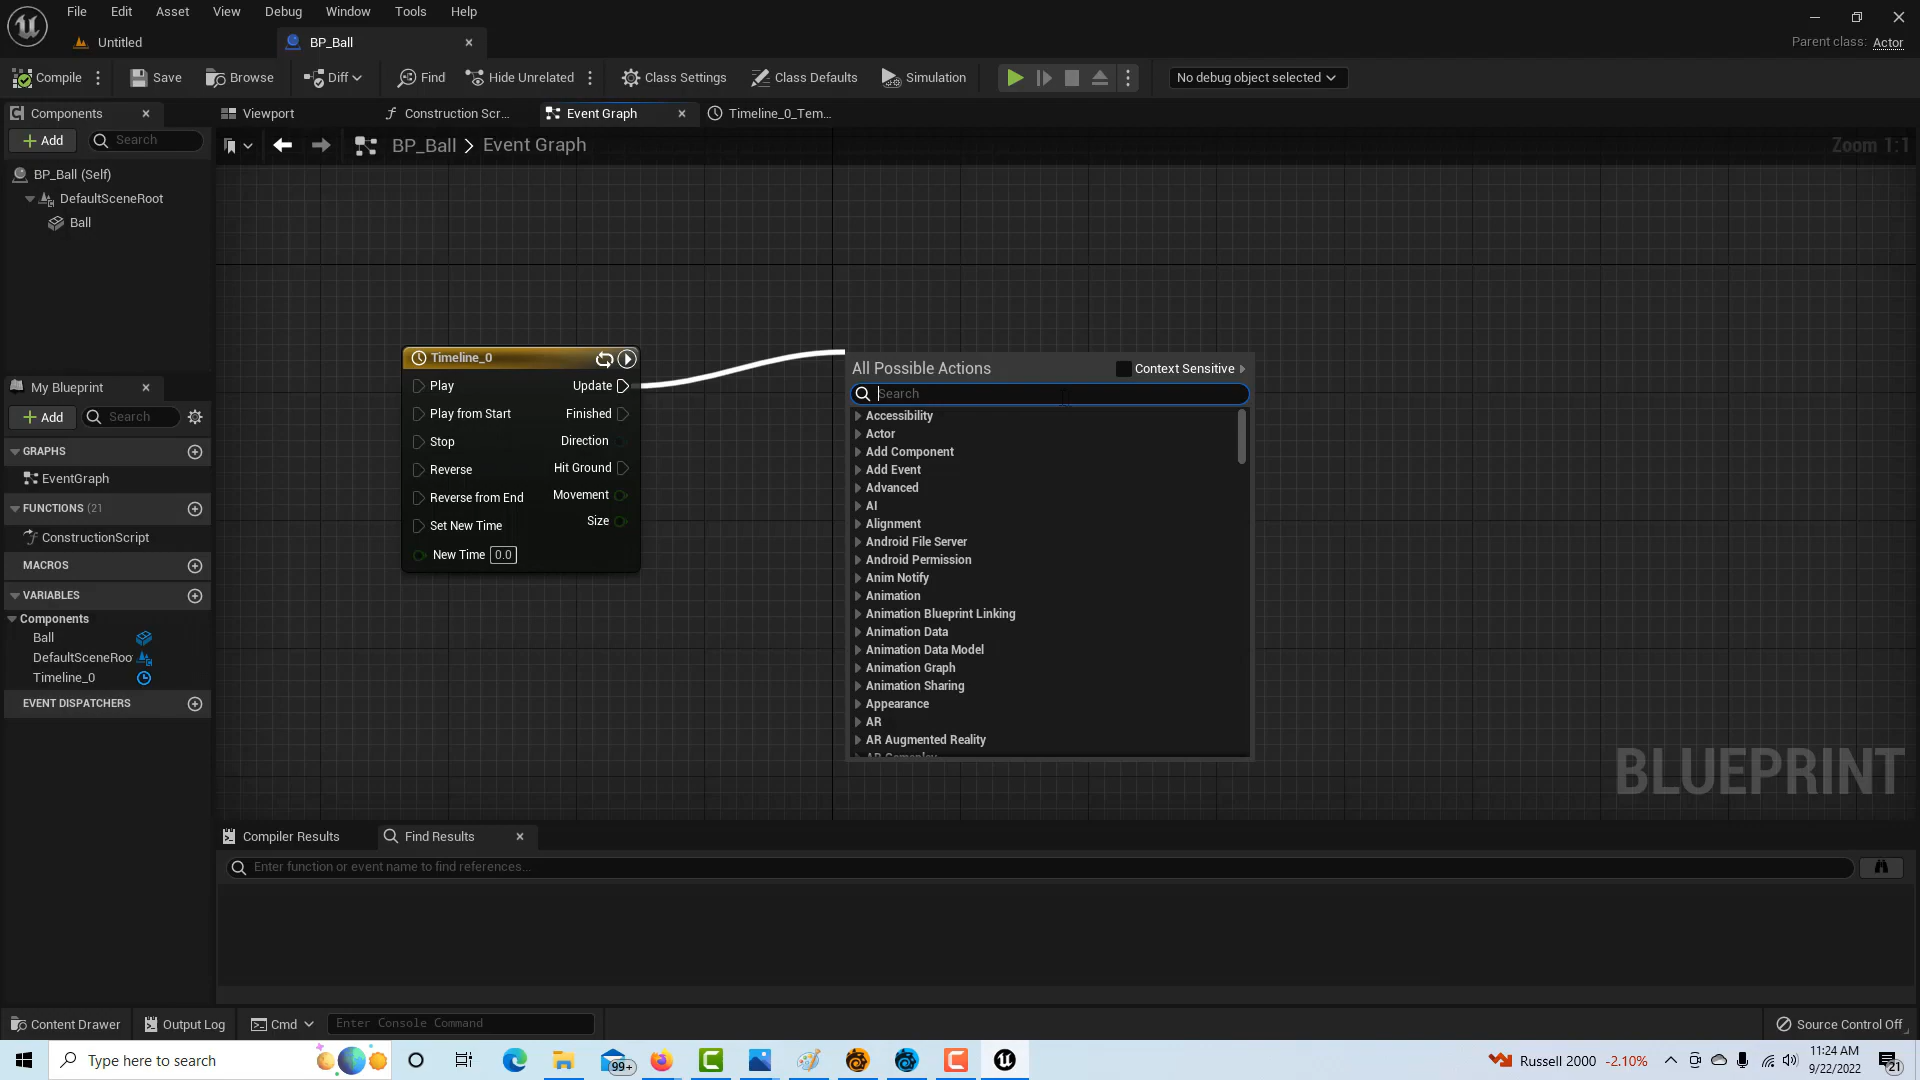 File Edit Asset View Debug Window Tools Help
Untitled
BP_Ball
Parent class: Actor
Compile
Save
Browse
Diff
Find
Hide Unrelated
Class Settings
Class Defaults
Simulation
No debug object selected
Components
Viewport
Construction Scr...
Event Graph
Timeline_0_Tem...
Add
Search
BP_Ball > Event Graph
Zoom 1:1
BP_Ball (Self)
DefaultSceneRoot
Ball
My Blueprint
Add
Search
GRAPHS
EventGraph
FUNCTIONS (21
ConstructionScript
MACROS
VARIABLES
Components
Ball
DefaultSceneRoo
Timeline_0
EVENT DISPATCHERS
Timeline_0
Play
Update
Play from Start
Finished
Stop
Direction
Reverse
Hit Ground
Reverse from End
Movement
Set New Time
Size
New Time 0.0
All Possible Actions
Context Sensitive
Search
Accessibility
Actor
Add Component
Add Event
Advanced
AI
Alignment
Android File Server
Android Permission
Anim Notify
Animation
Animation Blueprint Linking
Animation Data
Animation Data Model
Animation Graph
Animation Sharing
Appearance
AR
AR Augmented Reality
BLUEPRINT
Compiler Results
Find Results
Enter function or event name to find references...
Content Drawer
Output Log
Cmd
Enter Console Command
Source Control Off
Type here to search
99+
Russell 2000 -2.10%
11:24 AM
9/22/2022
21